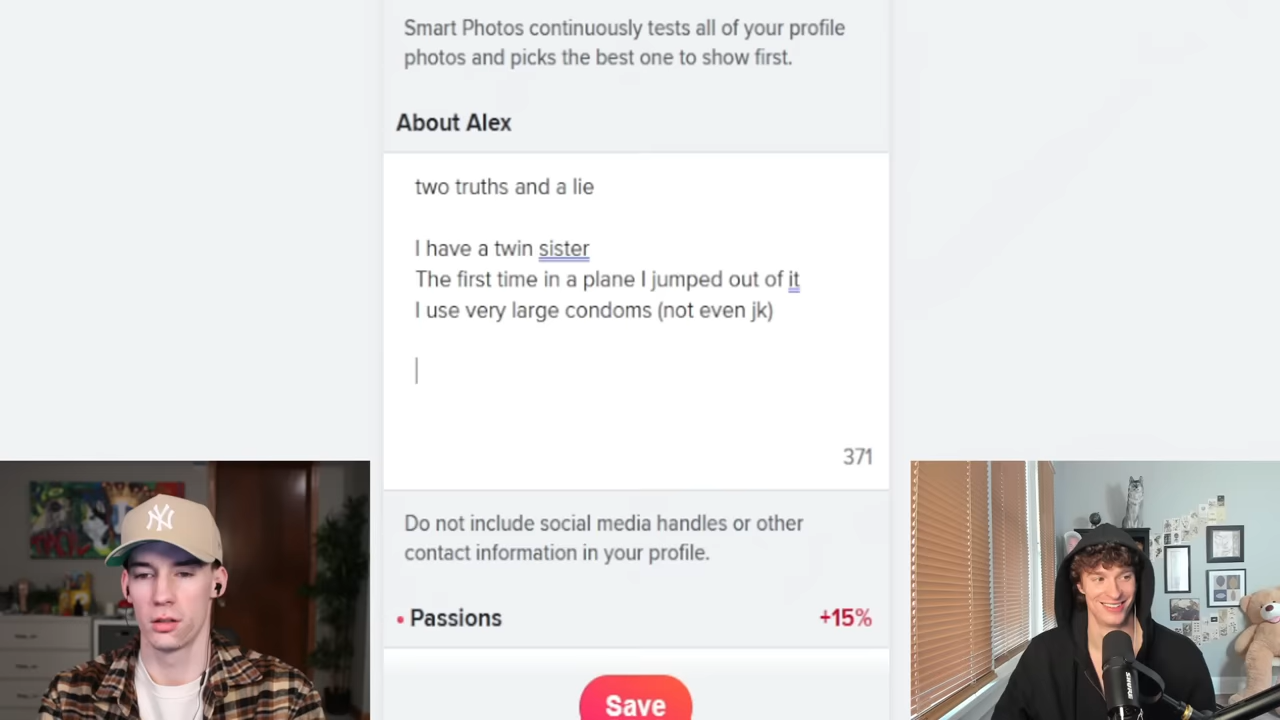 Smart Photos continuously tests all of your profile
photos and picks the best one to show first.
About Alex
two truths and a lie
I have a twin sister
The first time in a plane I jumped out of it
I use very large condoms (not even jk)
371
Do not include social media handles or other
contact information in your profile.
Passions
+15%
Save
NY
SHURE